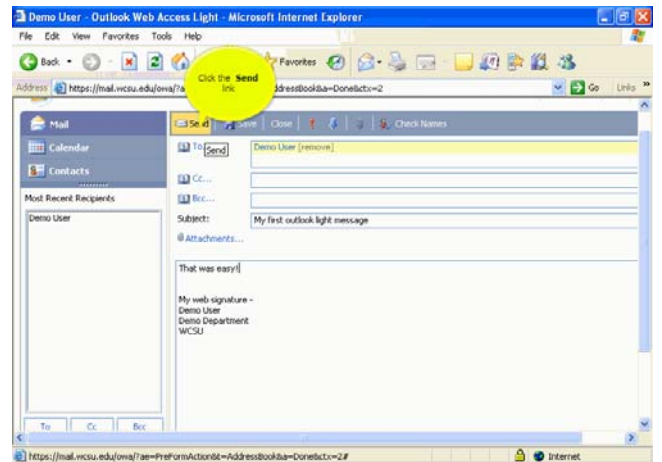 Demo User - Outlook Web Access Light - Microsoft Internet Explorer
File Edit View Favorites Tools Help
Back Favorites
Click the Send
link
Address https://mail.wcsu.edu/owa/?a dressBook&a=Done&ctx=2 Go Links »
Mail Send Save Close Check Names
Calendar To Send Demo User [remove]
Contacts Cc...
Most Recent Recipients Bcc...
Demo User Subject: My first outlook light message
Attachments...
That was easy!
My web signature -
Demo User
Demo Department
WCSU
To Cc Bcc
https://mail.wcsu.edu/owa/?ae=PreFormAction&t=AddressBook&a=Done&ctx=2# Internet